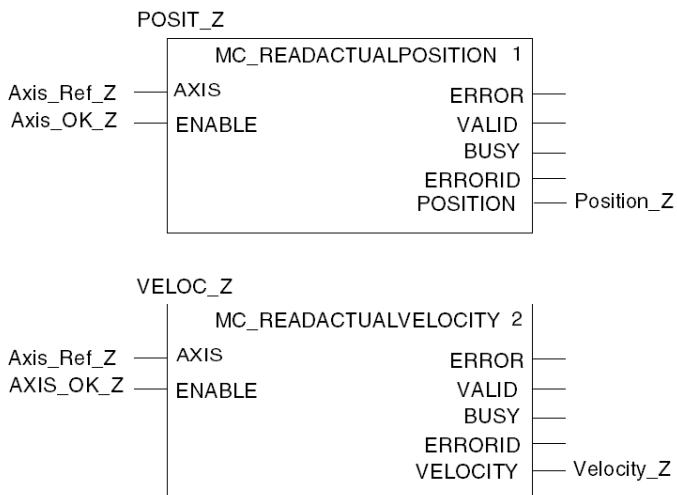 POSIT_Z
MC_READACTUALPOSITION 1
Axis_Ref_Z AXIS ERROR
Axis_OK_Z ENABLE VALID
BUSY
ERRORID
POSITION Position_Z
VELOC_Z
MC_READACTUALVELOCITY 2
Axis_Ref_Z AXIS ERROR
AXIS_OK_Z ENABLE VALID
BUSY
ERRORID
VELOCITY Velocity_Z